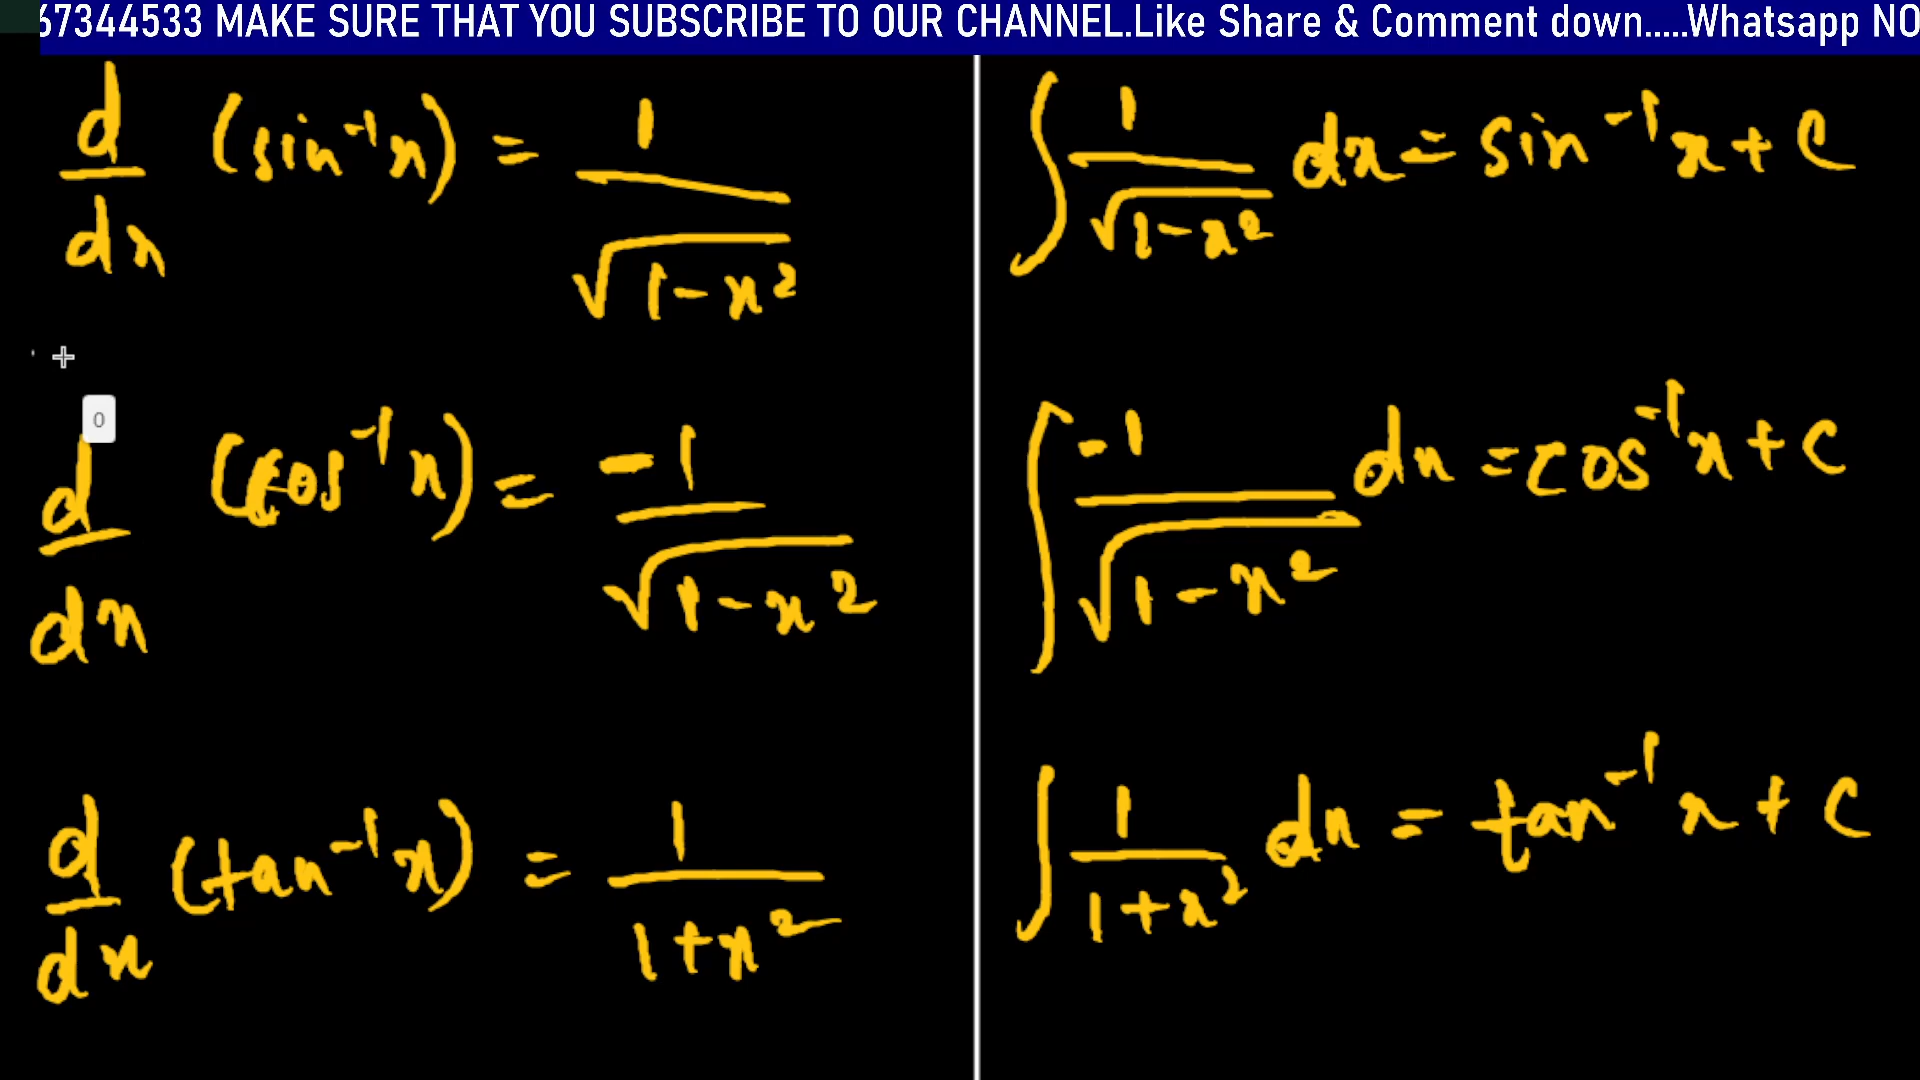 67344533 MAKE SURE THAT YOU SUBSCRIBE TO OUR CHANNEL.Like Share & Comment down.....Whatsapp NO
d/dx (sin⁻¹x) = 1/√(1-x²)
0
d/dx (cos⁻¹x) = -1/√(1-x²)
d/dx (tan⁻¹x) = 1/(1+x²)
∫ 1/√(1-x²) dx = sin⁻¹x + C
∫ -1/√(1-x²) dx = cos⁻¹x + C
∫ 1/(1+x²) dx = tan⁻¹x + C